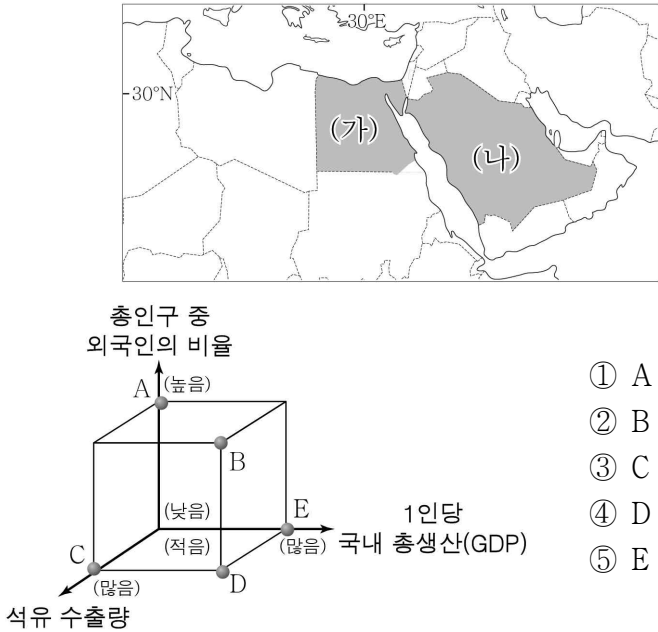 30°E
30°N
(가)
(나)
총인구 중
외국인의 비율
A
(높음)
B
(낮음)
E
1인당
국내 총생산(GDP)
(적음)
(많음)
C
D
(많음)
석유 수출량
① A
② B
③ C
④ D
⑤ E